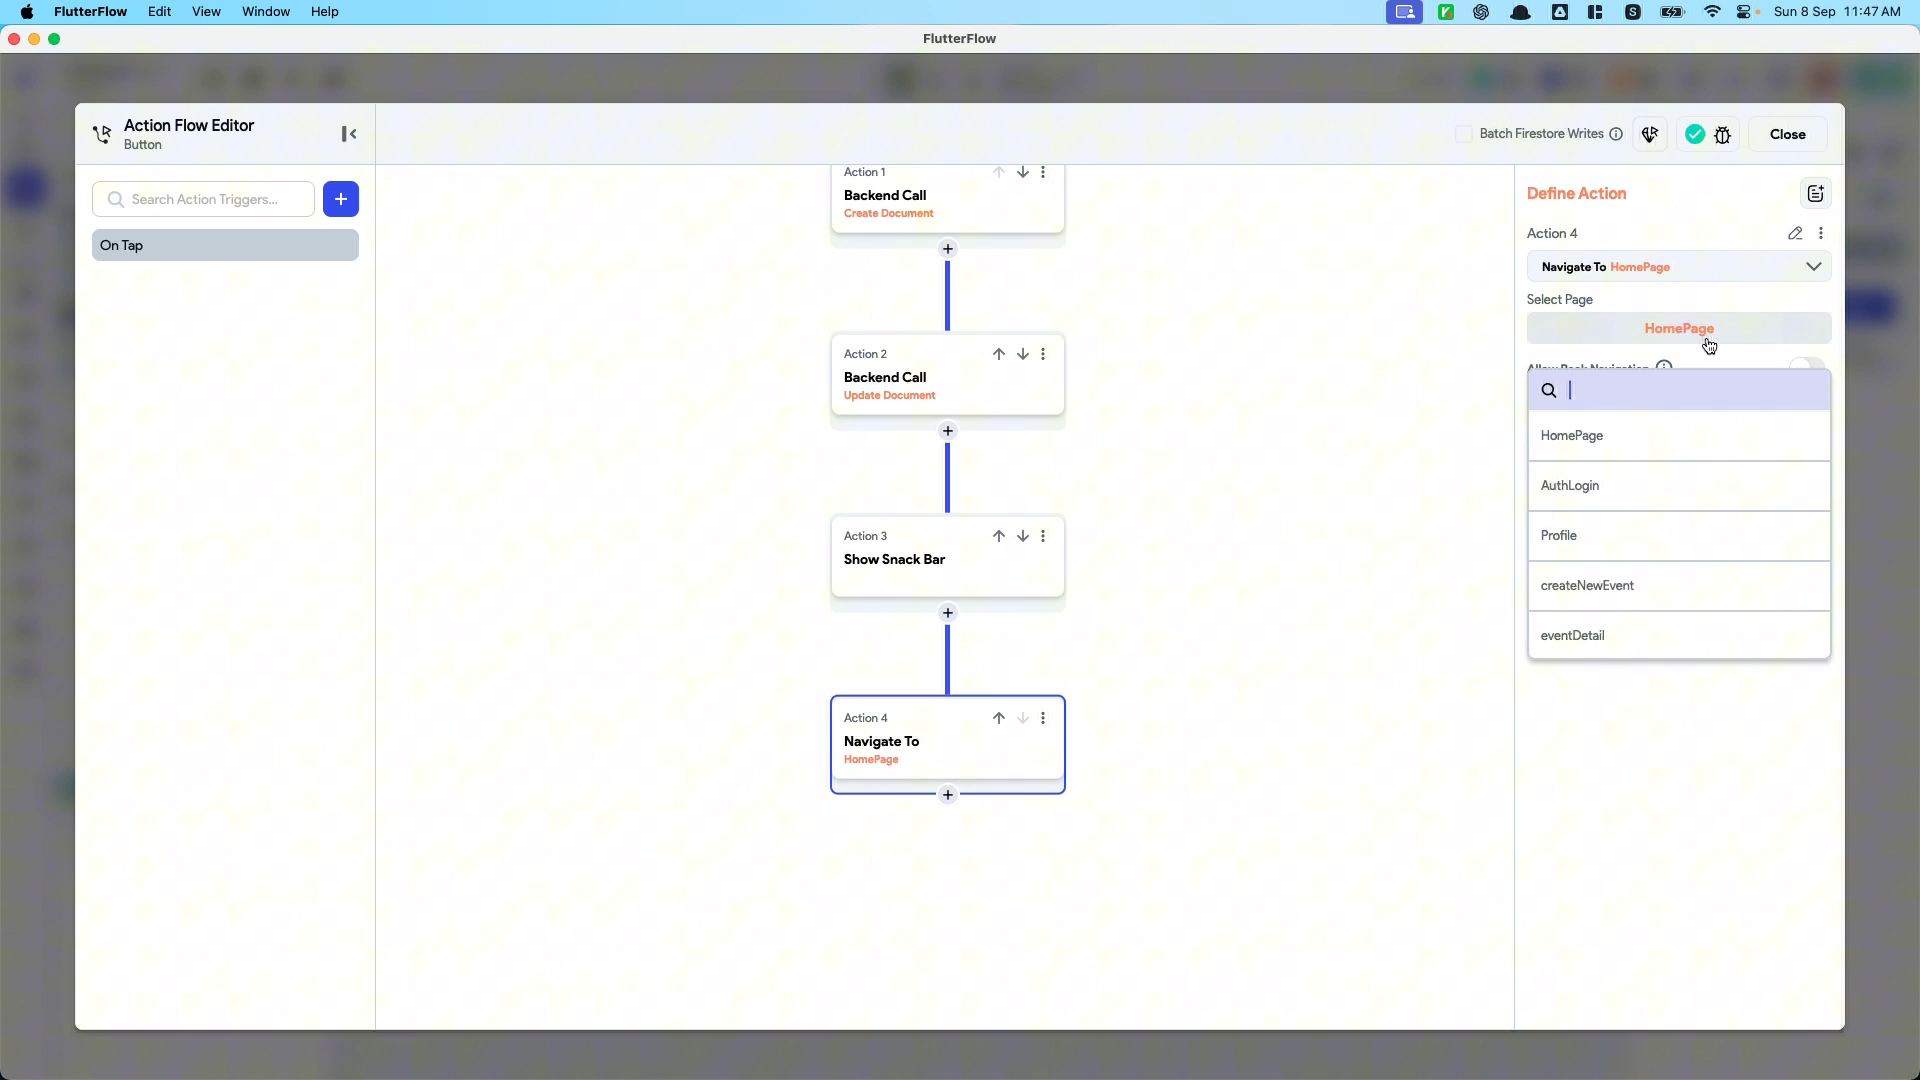 FlutterFlow Edit View Window Help
Sun 8 Sep 11:47 AM
FlutterFlow
Action Flow Editor
Button
Batch Firestore Writes
Close
Search Action Triggers...
On Tap
Action 1
Backend Call
Create Document
Action 2
Backend Call
Update Document
Action 3
Show Snack Bar
Action 4
Navigate To
HomePage
Define Action
Action 4
Navigate To HomePage
Select Page
HomePage
Allow Back Navigation
HomePage
AuthLogin
Profile
createNewEvent
eventDetail